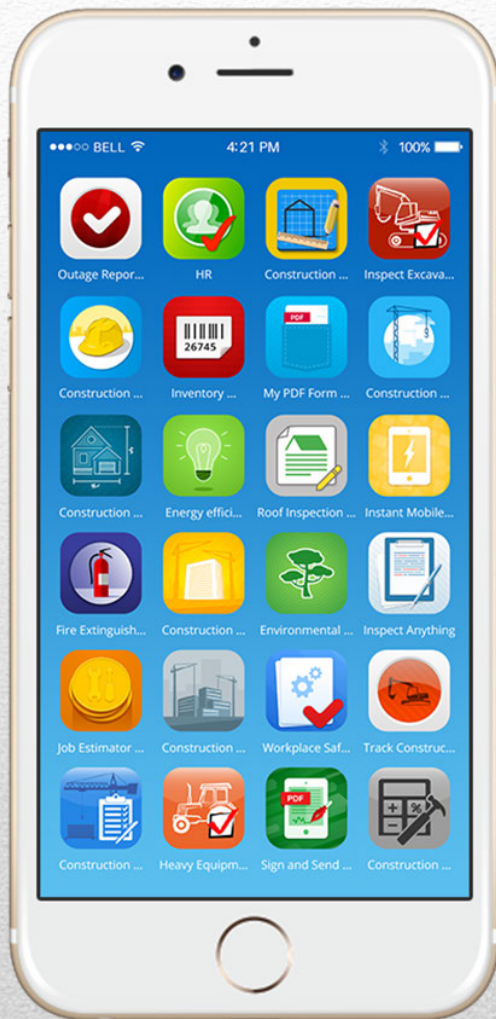 BELL 4:21 PM 100%
Outage Repor... HR Construction ... Inspect Excava...
26745
PDF
Construction ... Inventory ... My PDF Form ... Construction ...
Construction ... Energy effici... Roof Inspection ... Instant Mobile...
Fire Extinguish... Construction ... Environmental ... Inspect Anything
Job Estimator ... Construction ... Workplace Saf... Track Construc...
PDF
Construction ... Heavy Equipm... Sign and Send ... Construction ...